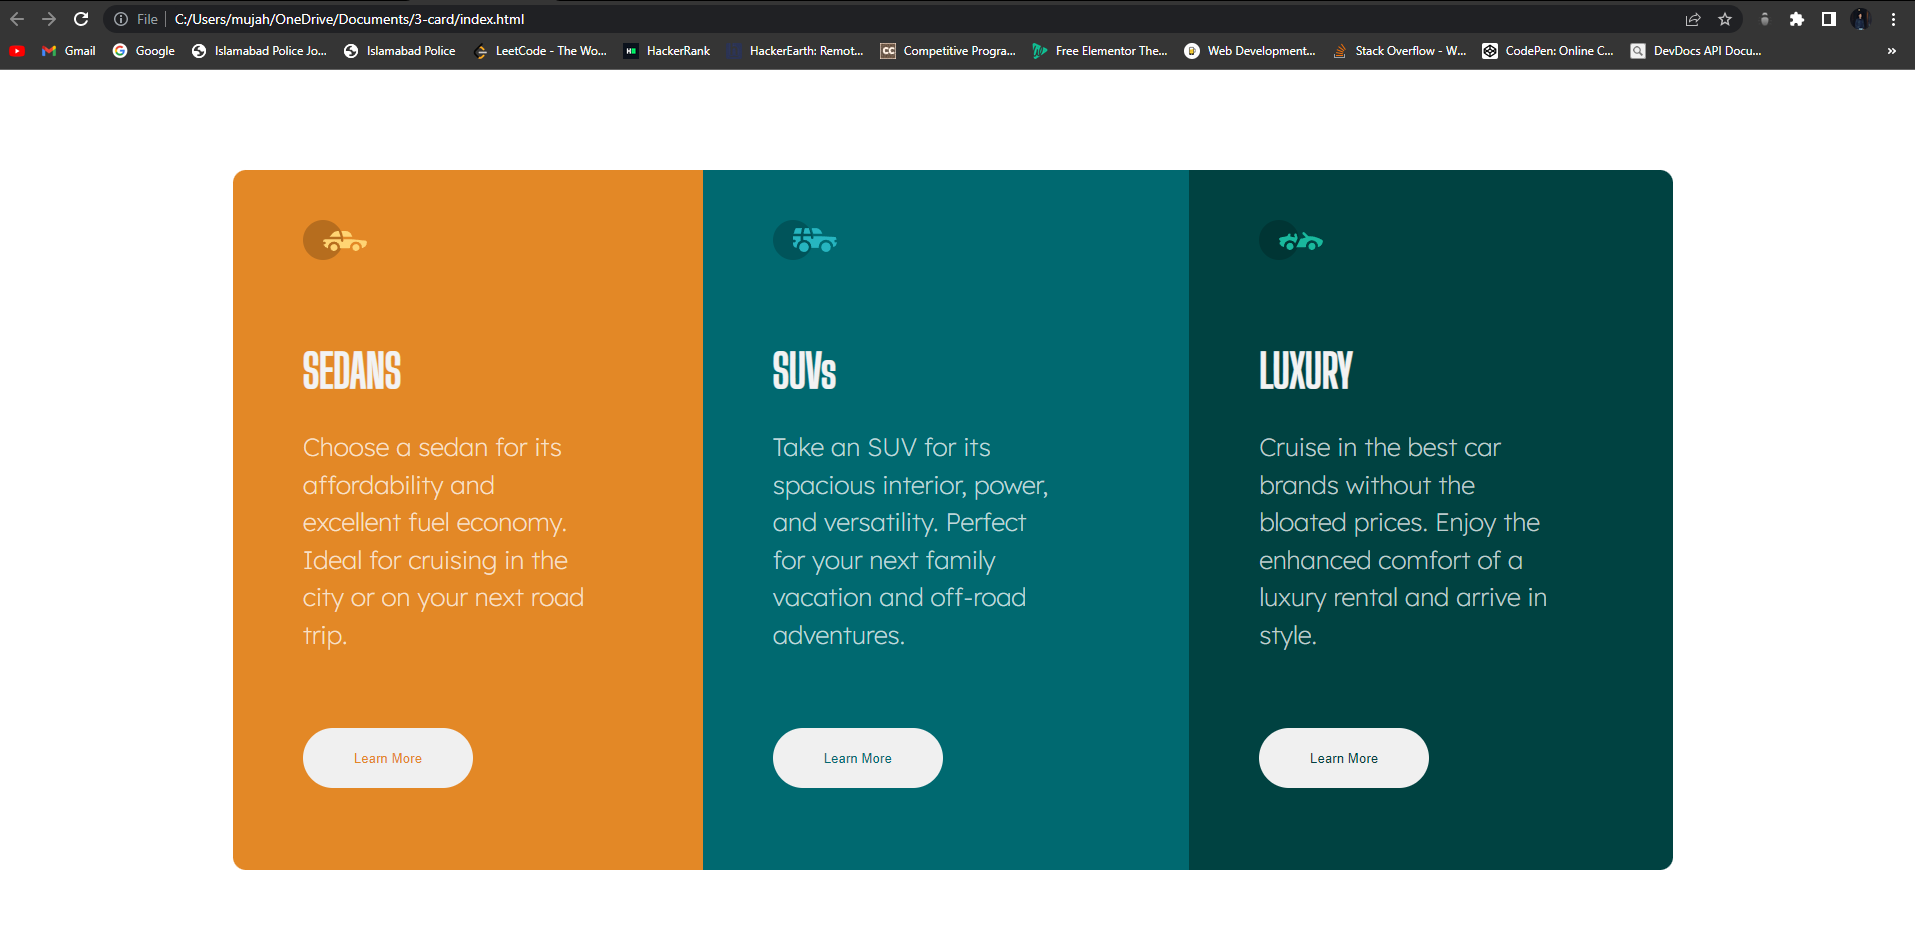 File C:/Users/mujah/OneDrive/Documents/3-card/index.html
Gmail Google Islamabad Police Jo... Islamabad Police LeetCode - The Wo... HackerRank HackerEarth: Remot... CC Competitive Progra... Free Elementor The... Web Development... Stack Overflow - W... CodePen: Online C... DevDocs API Docu... »
SEDANS
Choose a sedan for its
affordability and
excellent fuel economy.
Ideal for cruising in the
city or on your next road
trip.
Learn More
SUVs
Take an SUV for its
spacious interior, power,
and versatility. Perfect
for your next family
vacation and off-road
adventures.
Learn More
LUXURY
Cruise in the best car
brands without the
bloated prices. Enjoy the
enhanced comfort of a
luxury rental and arrive in
style.
Learn More